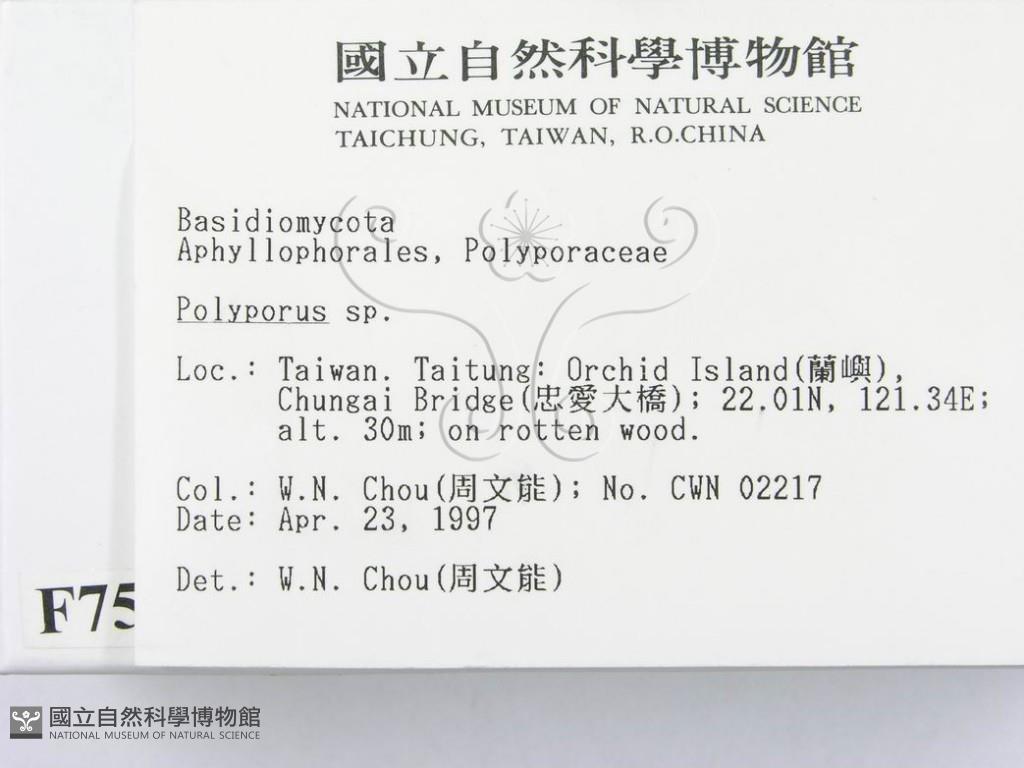 國立自然科學博物館
NATIONAL MUSEUM OF NATURAL SCIENCE
TAICHUNG, TAIWAN, R.O.CHINA
Basidiomycota
Aphyllophorales, Polyporaceae
Polyporus sp.
Loc.: Taiwan. Taitung: Orchid Island(蘭嶼),
Chungai Bridge(忠愛大橋); 22.01N, 121.34E;
alt. 30m; on rotten wood.
Col.: W.N. Chou(周文能); No. CWN 02217
Date: Apr. 23, 1997
Det.: W.N. Chou(周文能)
F75
國立自然科學博物館
NATIONAL MUSEUM OF NATURAL SCIENCE